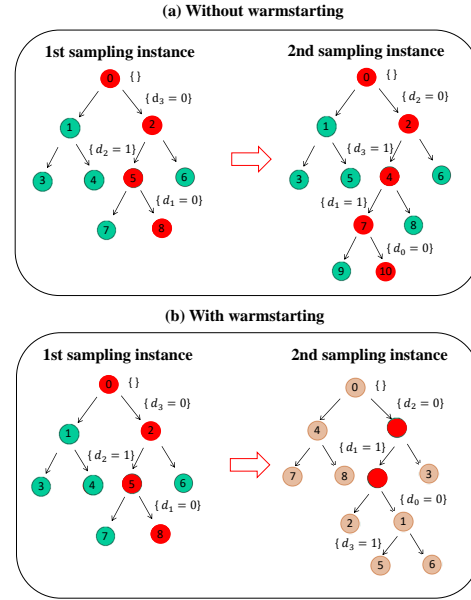 (a) Without warmstarting
1st sampling instance
2nd sampling instance
0 { }
{ d₃ = 0}
1 2
{ d₂ = 1}
3 4 5 6
{ d₁ = 0}
7 8
0 { }
{ d₂ = 0}
1 2
{ d₃ = 1}
3 5 4 6
{ d₁ = 1}
7 8
{ d₀ = 0}
9 10
(b) With warmstarting
1st sampling instance
2nd sampling instance
0 { }
{ d₃ = 0}
1 2
{ d₂ = 1}
3 4 5 6
{ d₁ = 0}
7 8
0 { }
{ d₂ = 0}
4
{ d₁ = 1}
7 8 3
{ d₀ = 0}
2 1
{ d₃ = 1}
5 6